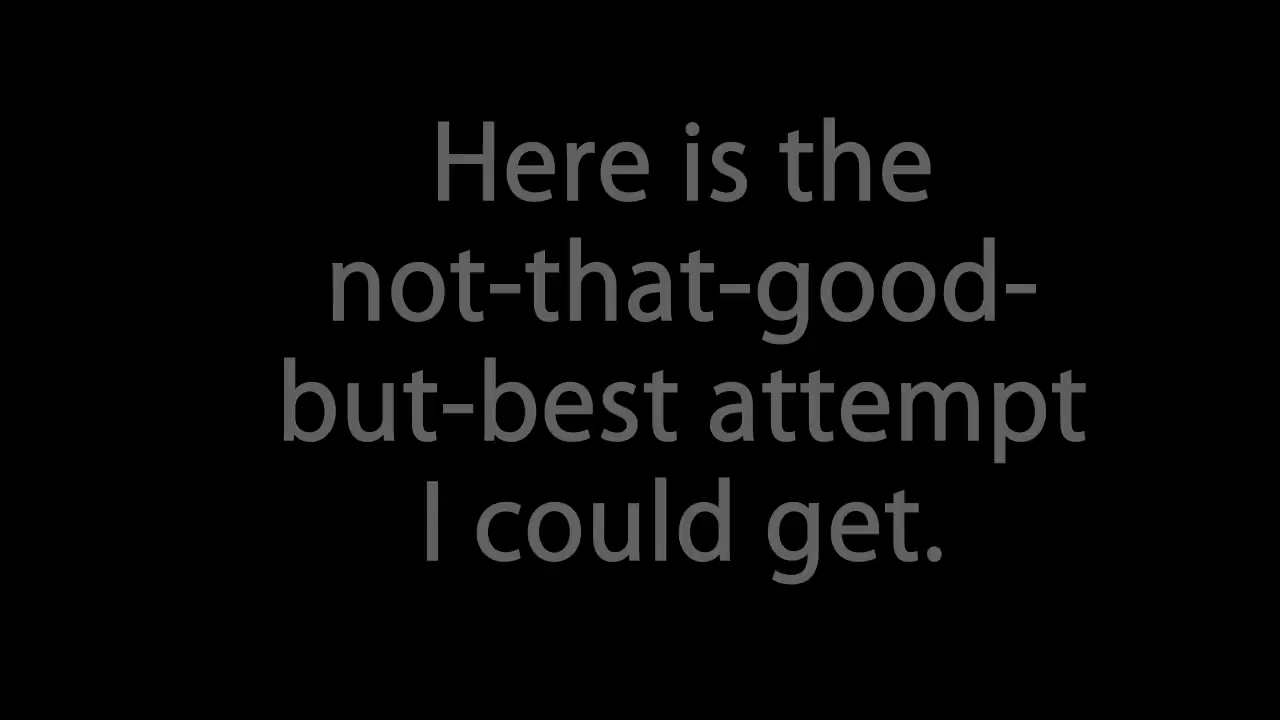 Here is the
not-that-good-
but-best attempt
I could get.